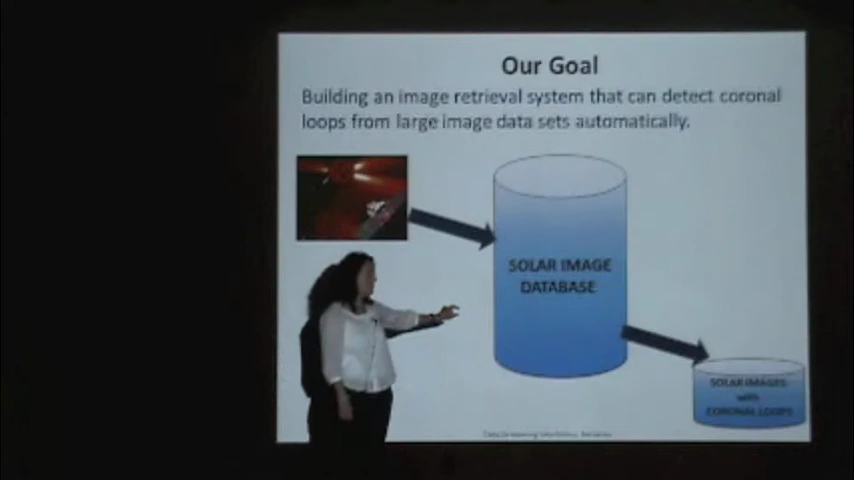 Our Goal
Building an image retrieval system that can detect coronal
loops from large image data sets automatically.
SOLAR IMAGE
DATABASE
SOLAR IMAGES
with
CORONAL LOOPS